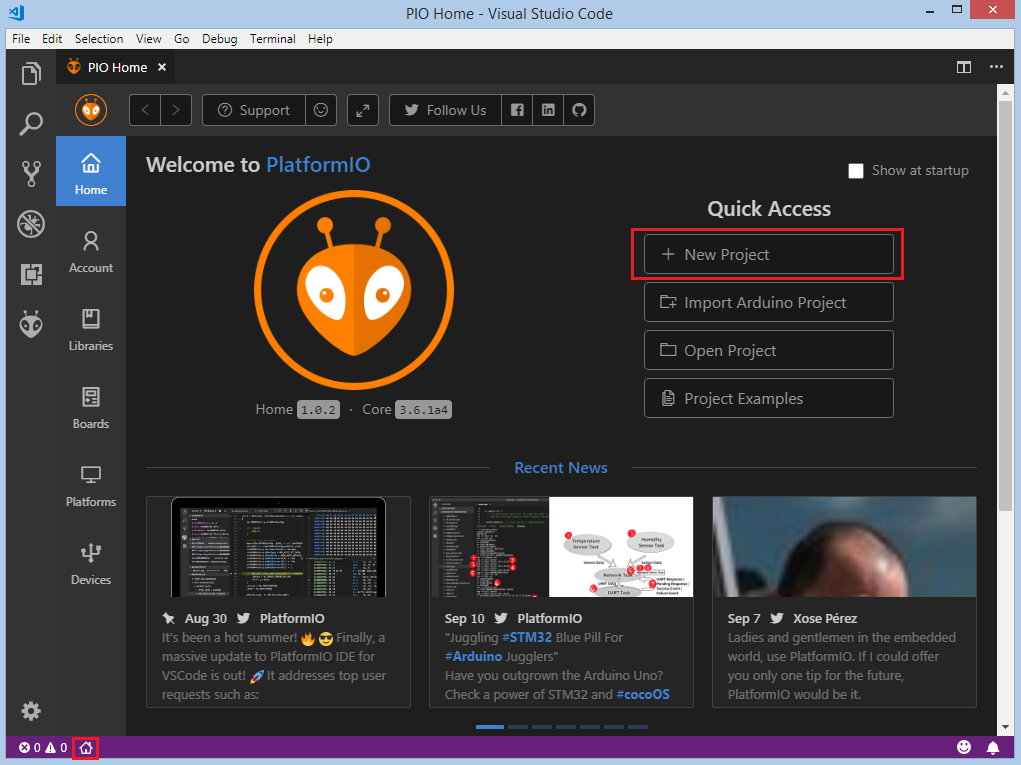 PIO Home - Visual Studio Code
File Edit Selection View Go Debug Terminal Help
PIO Home
Support
Follow Us
Home
Account
Libraries
Boards
Platforms
Devices
Welcome to PlatformIO
Show at startup
Home 1.0.2 · Core 3.6.1a4
Quick Access
New Project
Import Arduino Project
Open Project
Project Examples
Recent News
Temperature
Sensor Task
Humidity
Sensor Task
Aug 30 PlatformIO
It's been a hot summer! 🔥😎 Finally, a
massive update to PlatformIO IDE for
VSCode is out! 🚀 It addresses top user
requests such as:
Sep 10 PlatformIO
"Juggling #STM32 Blue Pill For
#Arduino Jugglers"
Have you outgrown the Arduino Uno?
Check a power of STM32 and #cocoOS
Sep 7 Xose Pérez
Ladies and gentlemen in the embedded
world, use PlatformIO. If I could offer
you only one tip for the future,
PlatformIO would be it.
0 0